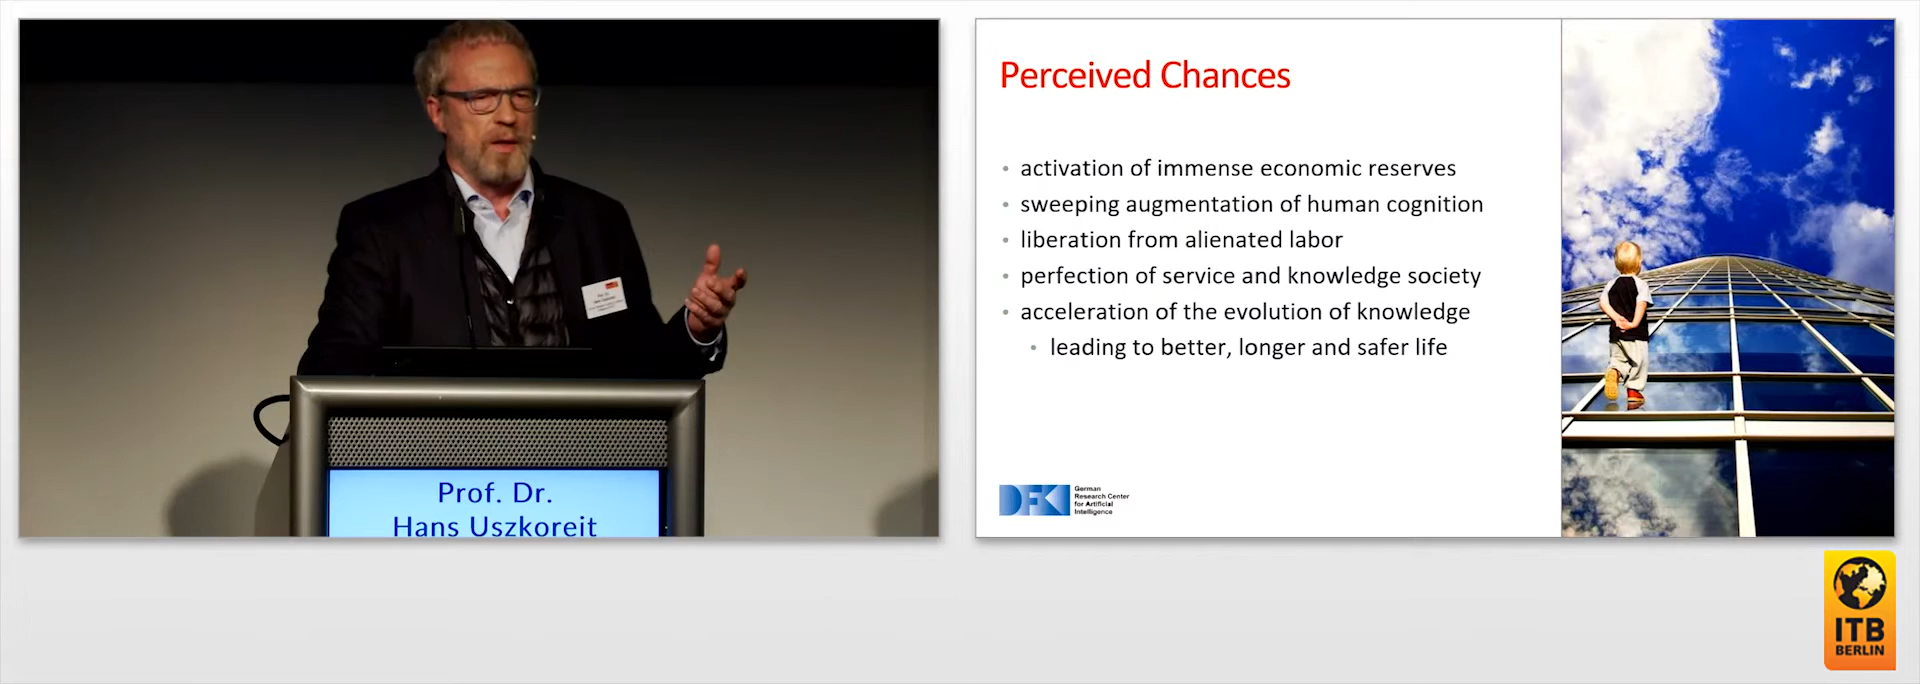 Prof. Dr.
Hans Uszkoreit
Perceived Chances
activation of immense economic reserves
sweeping augmentation of human cognition
liberation from alienated labor
perfection of service and knowledge society
acceleration of the evolution of knowledge
leading to better, longer and safer life
DFKI
German
Research Center
for Artificial
Intelligence
ITB
BERLIN